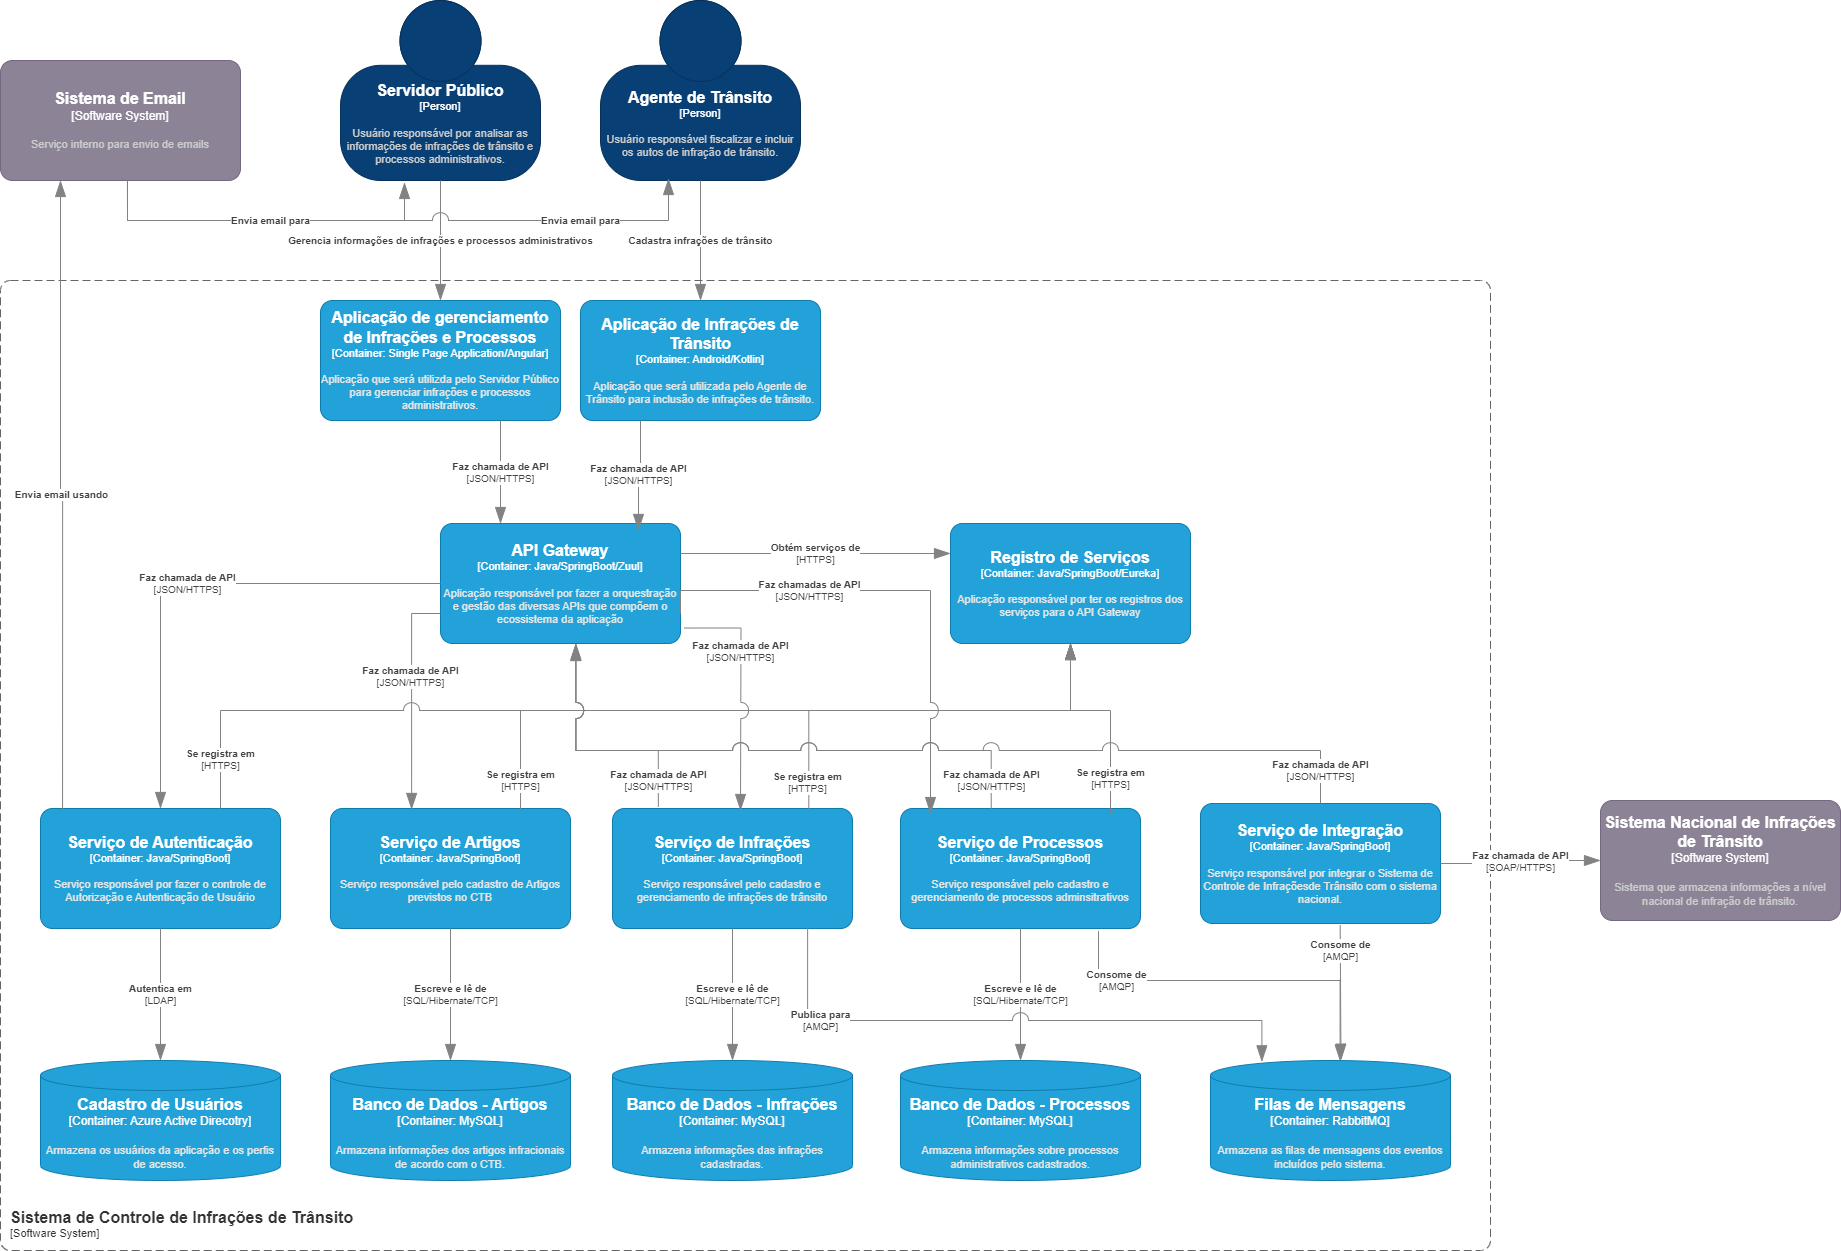 Sistema de Email
[Software System]
Serviço interno para envio de emails
Servidor Público
[Person]
Usuário responsável por analisar as
informações de infrações de trânsito e
processos administrativos.
Agente de Trânsito
[Person]
Usuário responsável fiscalizar e incluir
os autos de infração de trânsito.
Envia email para
Envia email para
Gerencia informações de infrações e processos administrativos
Cadastra infrações de trânsito
Aplicação de gerenciamento
de Infrações e Processos
[Container: Single Page Application/Angular]
Aplicação que será utilizda pelo Servidor Público
para gerenciar infrações e processos
administrativos.
Aplicação de Infrações de
Trânsito
[Container: Android/Kotlin]
Aplicação que será utilizada pelo Agente de
Trânsito para inclusão de infrações de trânsito.
Faz chamada de API
[JSON/HTTPS]
Faz chamada de API
[JSON/HTTPS]
Envia email usando
API Gateway
[Container: Java/SpringBoot/Zuul]
Aplicação responsável por fazer a orquestração
e gestão das diversas APIs que compõem o
ecossistema da aplicação
Obtém serviços de
[HTTPS]
Registro de Serviços
[Container: Java/SpringBoot/Eureka]
Aplicação responsável por ter os registros dos
serviços para o API Gateway
Faz chamada de API
[JSON/HTTPS]
Faz chamadas de API
[JSON/HTTPS]
Faz chamada de API
[JSON/HTTPS]
Faz chamada de API
[JSON/HTTPS]
Se registra em
[HTTPS]
Se registra em
[HTTPS]
Faz chamada de API
[JSON/HTTPS]
Se registra em
[HTTPS]
Faz chamada de API
[JSON/HTTPS]
Se registra em
[HTTPS]
Faz chamada de API
[JSON/HTTPS]
Serviço de Autenticação
[Container: Java/SpringBoot]
Serviço responsável por fazer o controle de
Autorização e Autenticação de Usuário
Serviço de Artigos
[Container: Java/SpringBoot]
Serviço responsável pelo cadastro de Artigos
previstos no CTB
Serviço de Infrações
[Container: Java/SpringBoot]
Serviço responsável pelo cadastro e
gerenciamento de infrações de trânsito
Serviço de Processos
[Container: Java/SpringBoot]
Serviço responsável pelo cadastro e
gerenciamento de processos adminsitrativos
Serviço de Integração
[Container: Java/SpringBoot]
Serviço responsável por integrar o Sistema de
Controle de Infraçõesde Trânsito com o sistema
nacional.
Faz chamada de API
[SOAP/HTTPS]
Sistema Nacional de Infrações
de Trânsito
[Software System]
Sistema que armazena informações a nível
nacional de infração de trânsito.
Autentica em
[LDAP]
Escreve e lê de
[SQL/Hibernate/TCP]
Escreve e lê de
[SQL/Hibernate/TCP]
Publica para
[AMQP]
Escreve e lê de
[SQL/Hibernate/TCP]
Consome de
[AMQP]
Consome de
[AMQP]
Cadastro de Usuários
[Container: Azure Active Direcotry]
Armazena os usuários da aplicação e os perfis
de acesso.
Banco de Dados - Artigos
[Container: MySQL]
Armazena informações dos artigos infracionais
de acordo com o CTB.
Banco de Dados - Infrações
[Container: MySQL]
Armazena informações das infrações
cadastradas.
Banco de Dados - Processos
[Container: MySQL]
Armazena informações sobre processos
administrativos cadastrados.
Filas de Mensagens
[Container: RabbitMQ]
Armazena as filas de mensagens dos eventos
incluídos pelo sistema.
Sistema de Controle de Infrações de Trânsito
[Software System]